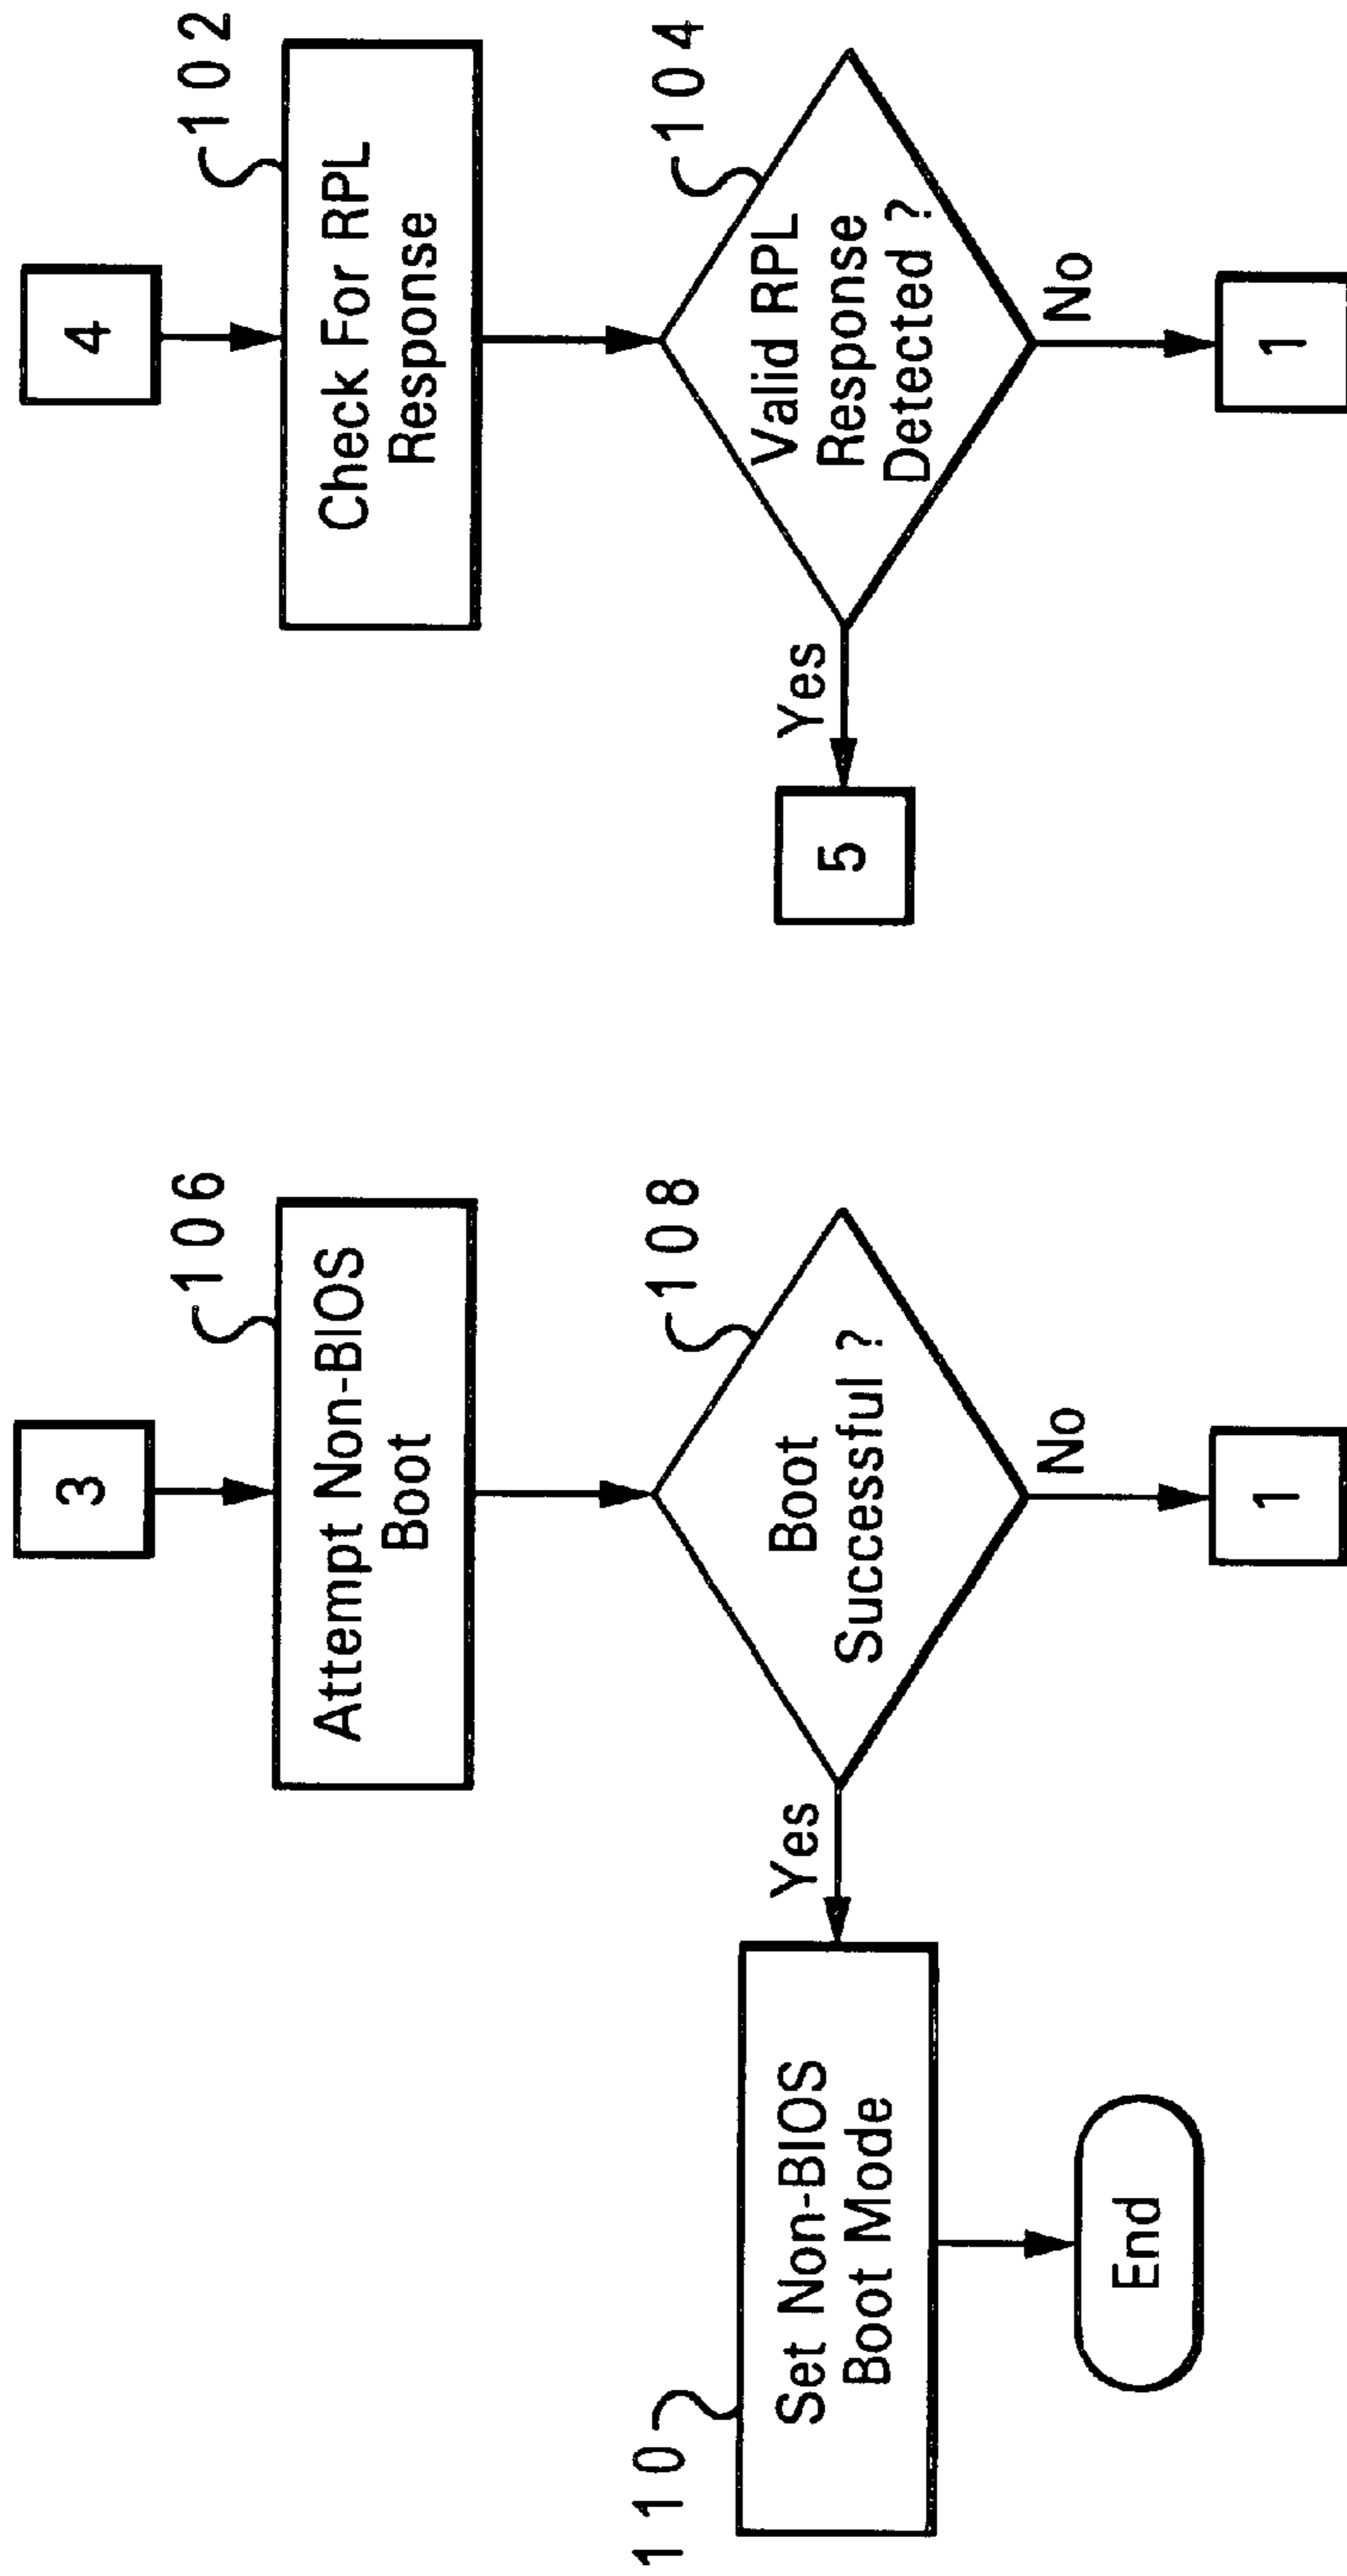 3
106
Attempt Non-BIOS
Boot
108
Boot
Successful ?
Yes
No
110
Set Non-BIOS
Boot Mode
End
1
4
102
Check For RPL
Response
104
Valid RPL
Response
Detected ?
Yes
No
5
1